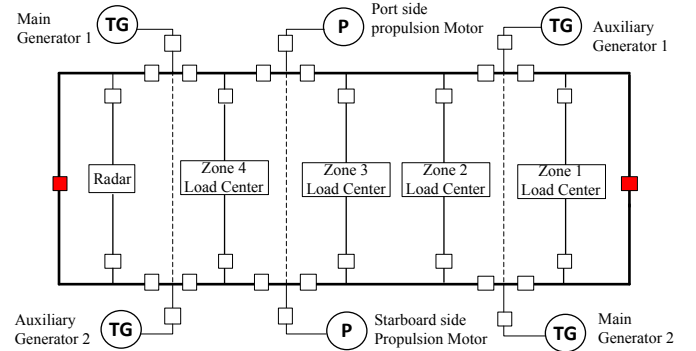 Main
Generator 1
TG
Port side
propulsion Motor
P
TG
Auxiliary
Generator 1
Radar
Zone 4
Load Center
Zone 3
Load Center
Zone 2
Load Center
Zone 1
Load Center
Auxiliary
Generator 2
TG
P
Starboard side
Propulsion Motor
TG
Main
Generator 2